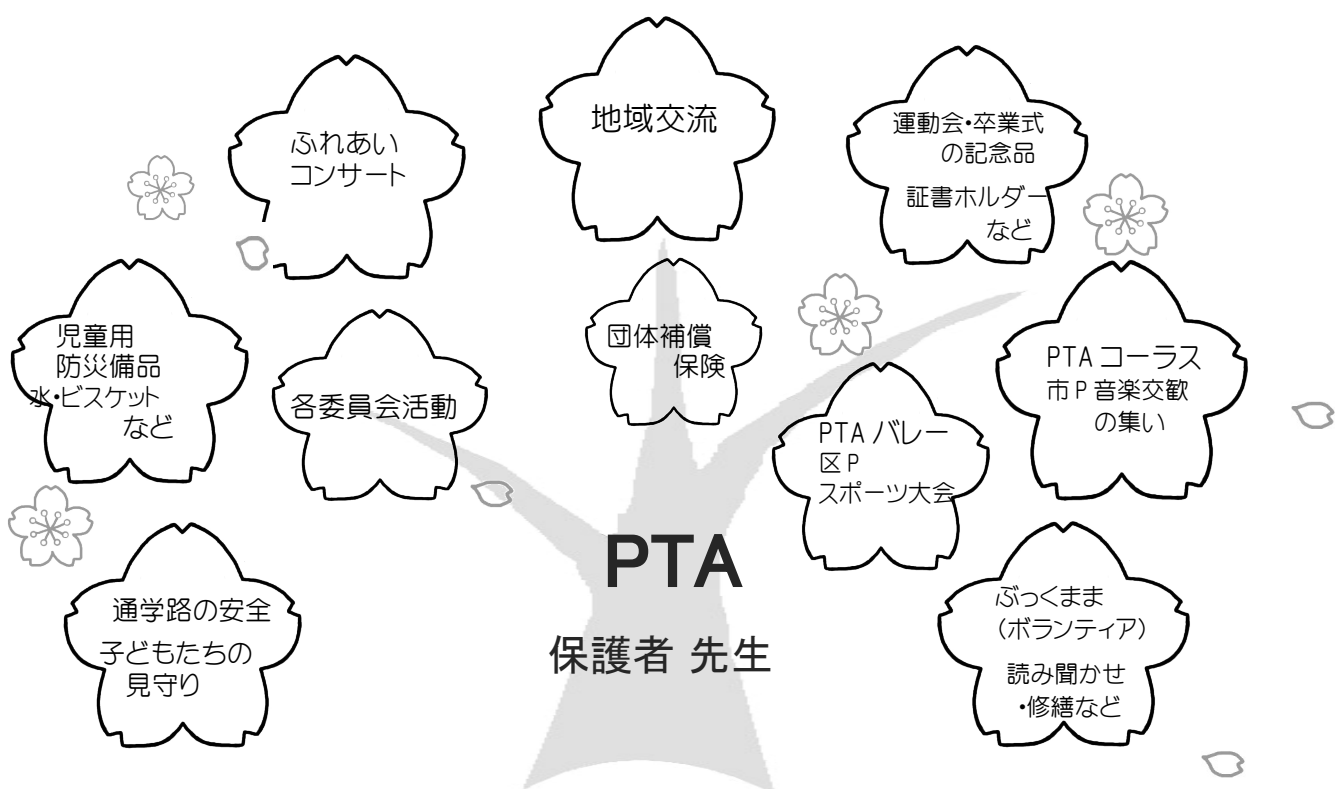 ふれあい
コンサート
地域交流
運動会・卒業式
の記念品
証書ホルダー
など
児童用
防災備品
水・ビスケット
など
各委員会活動
団体補償
保険
PTA バレー
区 P
スポーツ大会
PTA コーラス
市 P 音楽交歓
の集い
通学路の安全
子どもたちの
見守り
PTA
保護者 先生
ぶっくまま
（ボランティア）
読み聞かせ
・修繕など